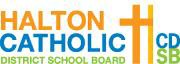 HALTON
CATHOLIC CD
DISTRICT SCHOOL BOARD SB